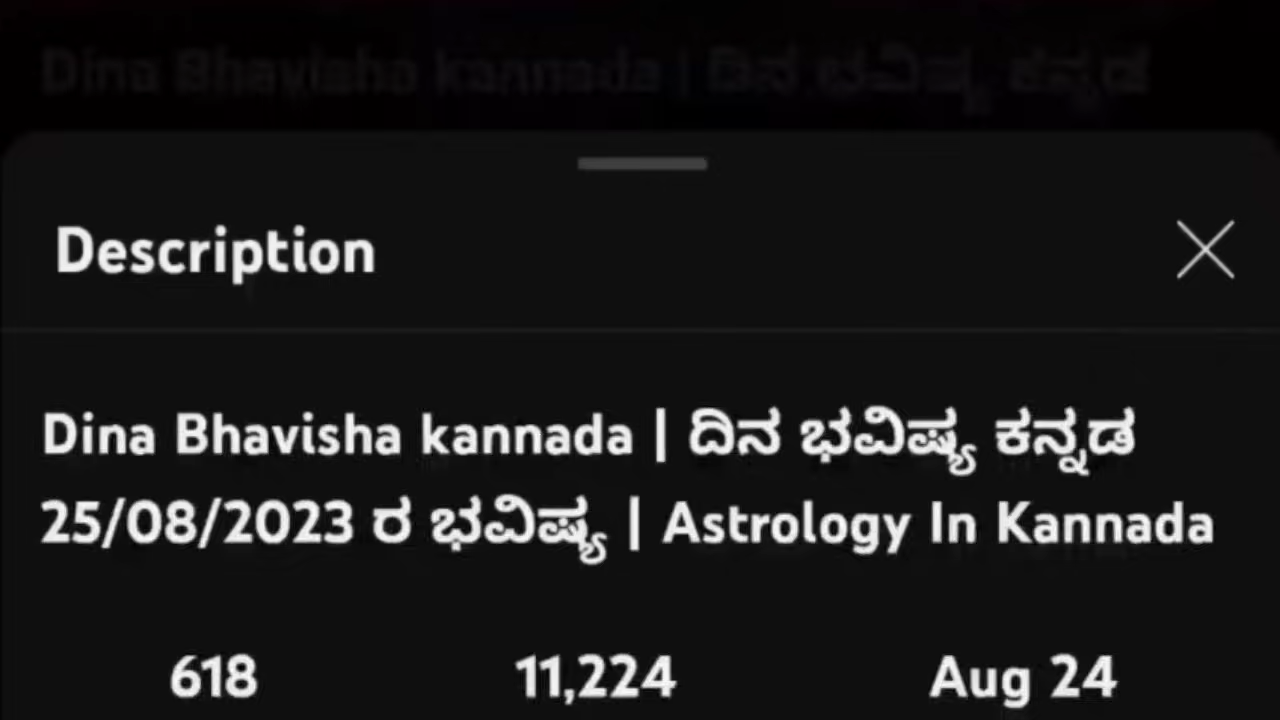 Dina Bhavisha kannada | ದಿನ ಭವಿಷ್ಯ ಕನ್ನಡ
Description
Dina Bhavisha kannada | ದಿನ ಭವಿಷ್ಯ ಕನ್ನಡ
25/08/2023 ರ ಭವಿಷ್ಯ | Astrology In Kannada
618 11,224 Aug 24